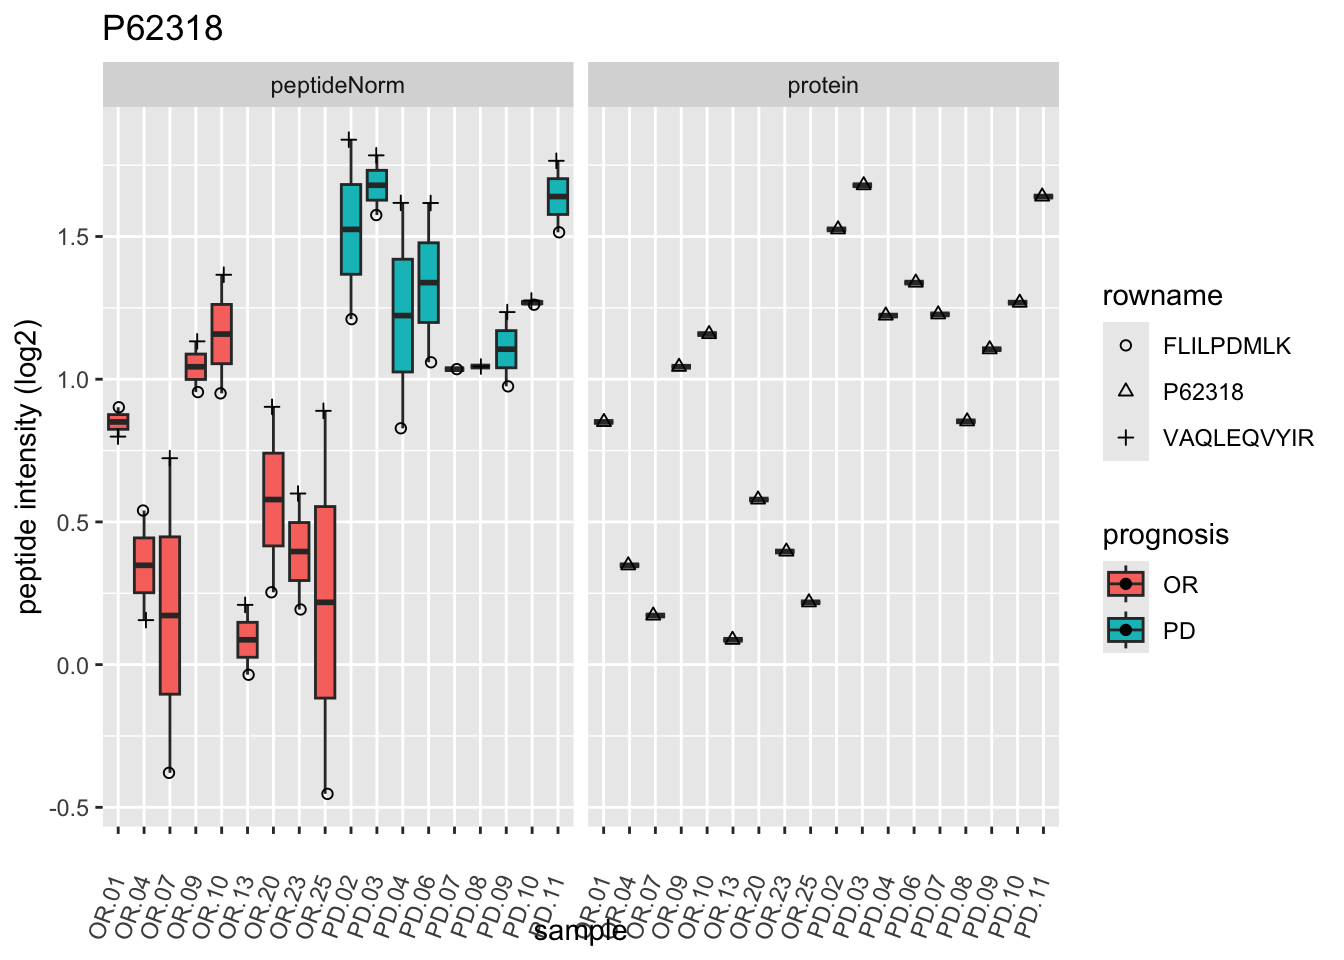 P62318
peptideNorm
protein
peptide intensity (log2)
1.5
1.0
0.5
0.0
-0.5
OR.01
OR.04
OR.07
OR.09
OR.10
OR.13
OR.20
OR.23
OR.25
PD.02
PD.03
PD.04
PD.06
PD.07
PD.08
PD.09
PD.10
PD.11
OR.01
OR.04
OR.07
OR.09
OR.10
OR.13
OR.20
OR.23
OR.25
PD.02
PD.03
PD.04
PD.06
PD.07
PD.08
PD.09
PD.10
PD.11
sample
rowname
FLILPDMLK
P62318
VAQLEQVYIR
prognosis
OR
PD